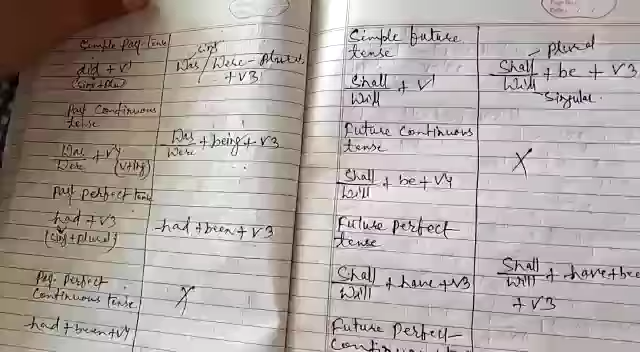 Simple Past tense
did + V1
(sing + plural)
sing
Was / Were - plural
+ V3
Past Continuous
tense
Was
Were + V4
(V+ing)
Was
Were + being + V3
Past perfect tense
had + V3
(sing + plural)
had + been + V3
Past perfect
Continuous tense
had + been + V4
X
Simple future
tense
Shall
Will + V1
plural
Shall
Will + be + V3
Singular
Future Continuous
tense
Shall
Will + be + V4
X
Future Perfect
tense
Shall
Will + have + V3
Shall
Will + have + bee
+ V3
Future Perfect